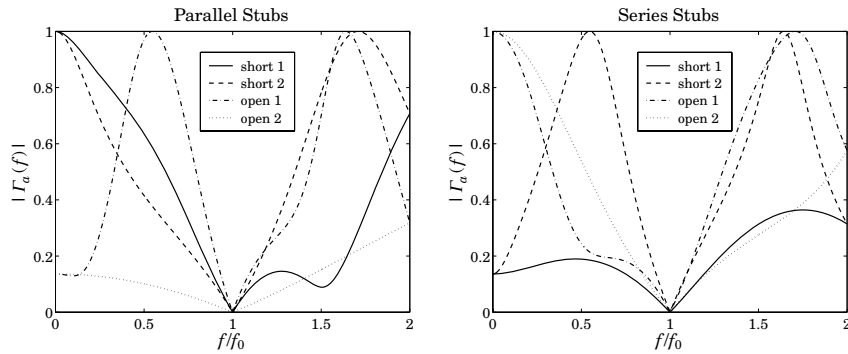 Parallel Stubs
1
0.8
0.6
0.4
0.2
0
| Γa (f) |
short 1
short 2
open 1
open 2
0
0.5
1
1.5
2
f/f0
Series Stubs
1
0.8
0.6
0.4
0.2
0
| Γa (f) |
short 1
short 2
open 1
open 2
0
0.5
1
1.5
2
f/f0